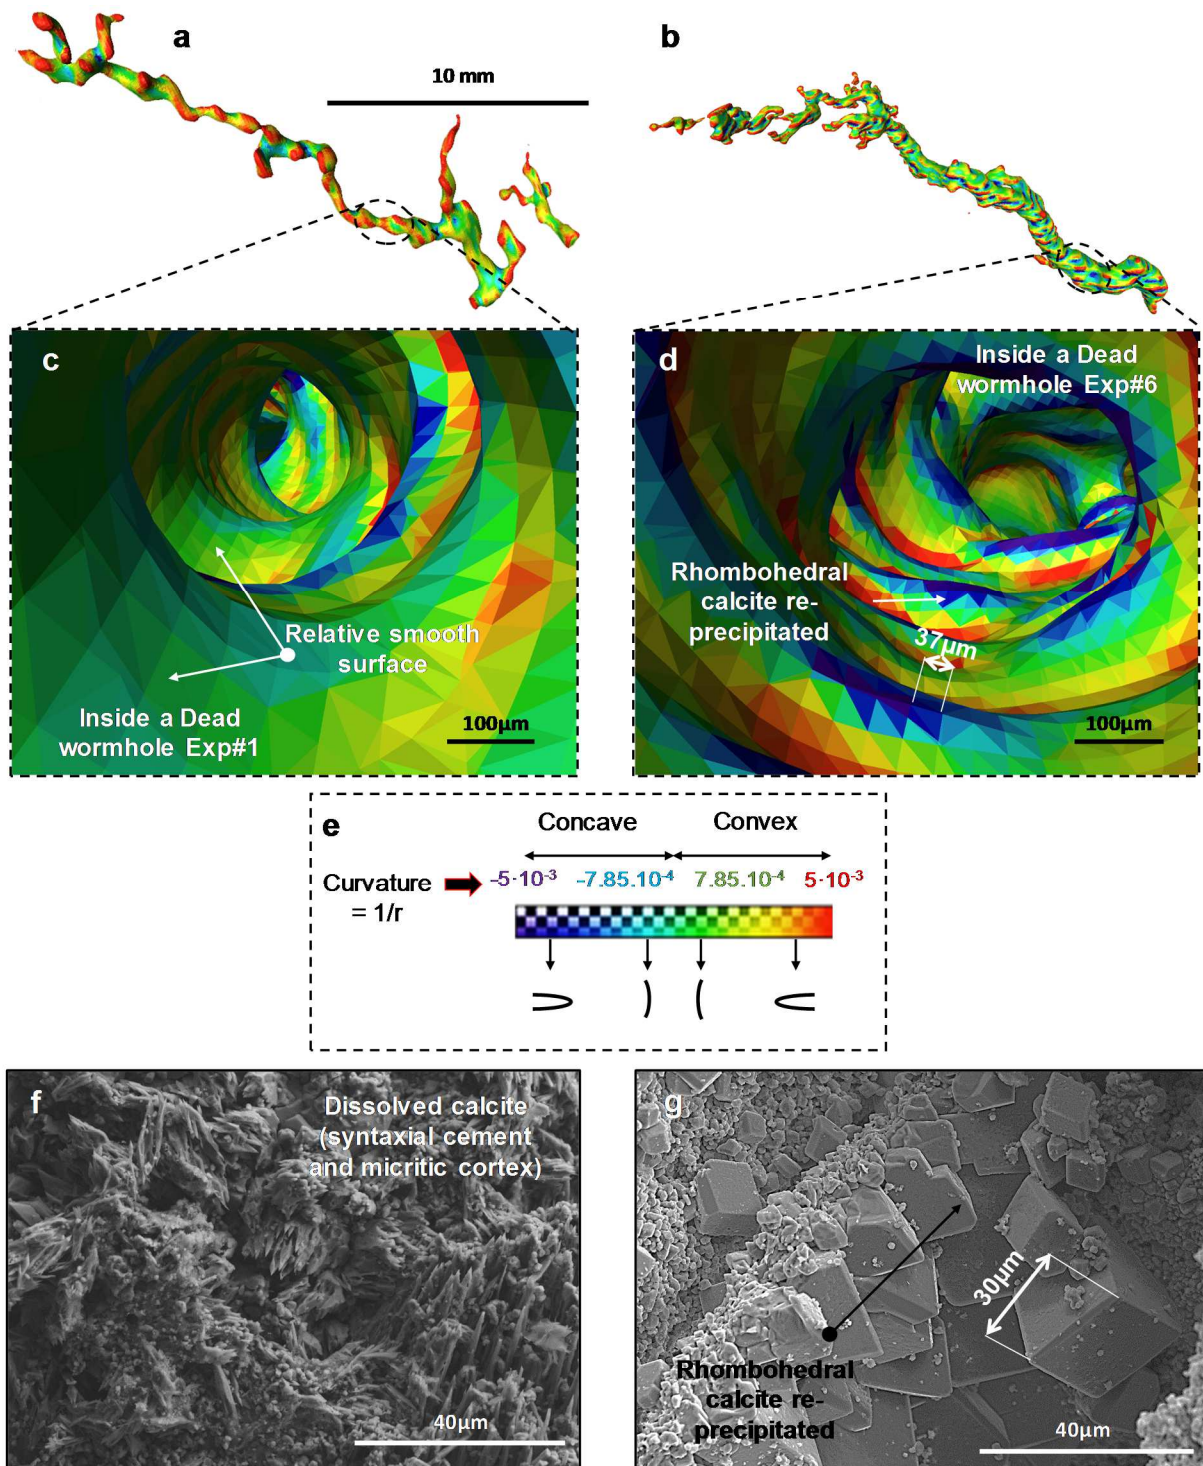 a
b
10 mm
c
Relative smooth
surface
Inside a Dead
wormhole Exp#1
100µm
d
Inside a Dead
wormhole Exp#6
Rhombohedral
calcite re-
precipitated
37µm
100µm
e
Concave
Convex
Curvature
= 1/r
-5·10-3
-7.85.10-4
7.85.10-4
5·10-3
f
Dissolved calcite
(syntaxial cement
and micritic cortex)
40µm
g
30µm
Rhombohedral
calcite re-
precipitated
40µm